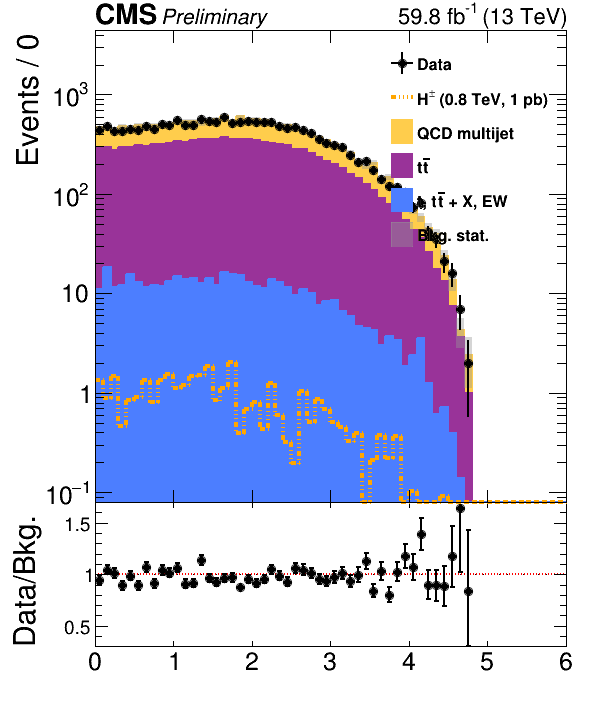 CMS Preliminary 59.8 fb⁻¹ (13 TeV)
Events / 0
10³
10²
10
1
10⁻¹
Data
H± (0.8 TeV, 1 pb)
QCD multijet
tt̄
tt̄ + X, EW
Bkg. stat.
Data/Bkg.
1.5
1
0.5
0 1 2 3 4 5 6